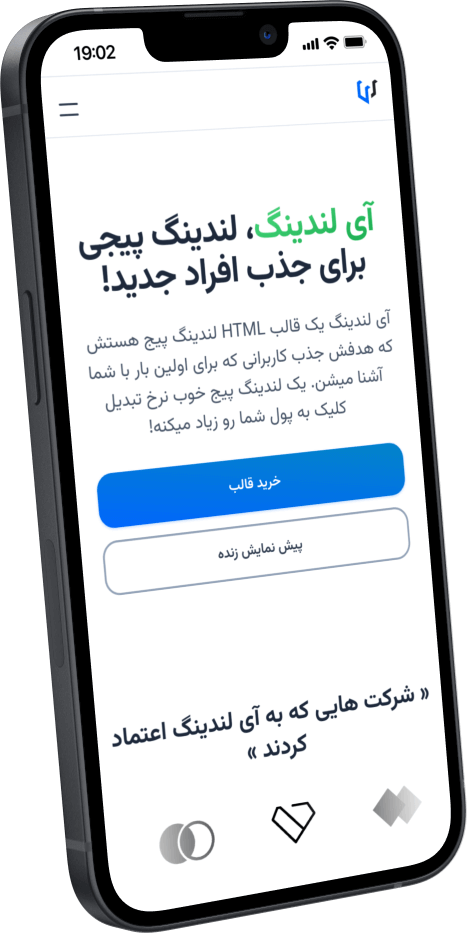 19:02
آی لندینگ، لندینگ پیجی
برای جذب افراد جدید!
آی لندینگ یک قالب HTML لندینگ پیج هستش
که هدفش جذب کاربرانی که برای اولین بار با شما
آشنا میشن. یک لندینگ پیج خوب نرخ تبدیل
کلیک به پول شما رو زیاد میکنه!
خرید قالب
پیش نمایش زنده
« شرکت هایی که به آی لندینگ اعتماد
کردند »